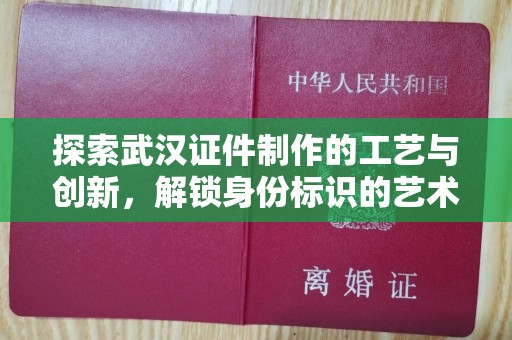 中华人民共和国
探索武汉证件制作的工艺与
创新，解锁身份标识的艺术
离婚证